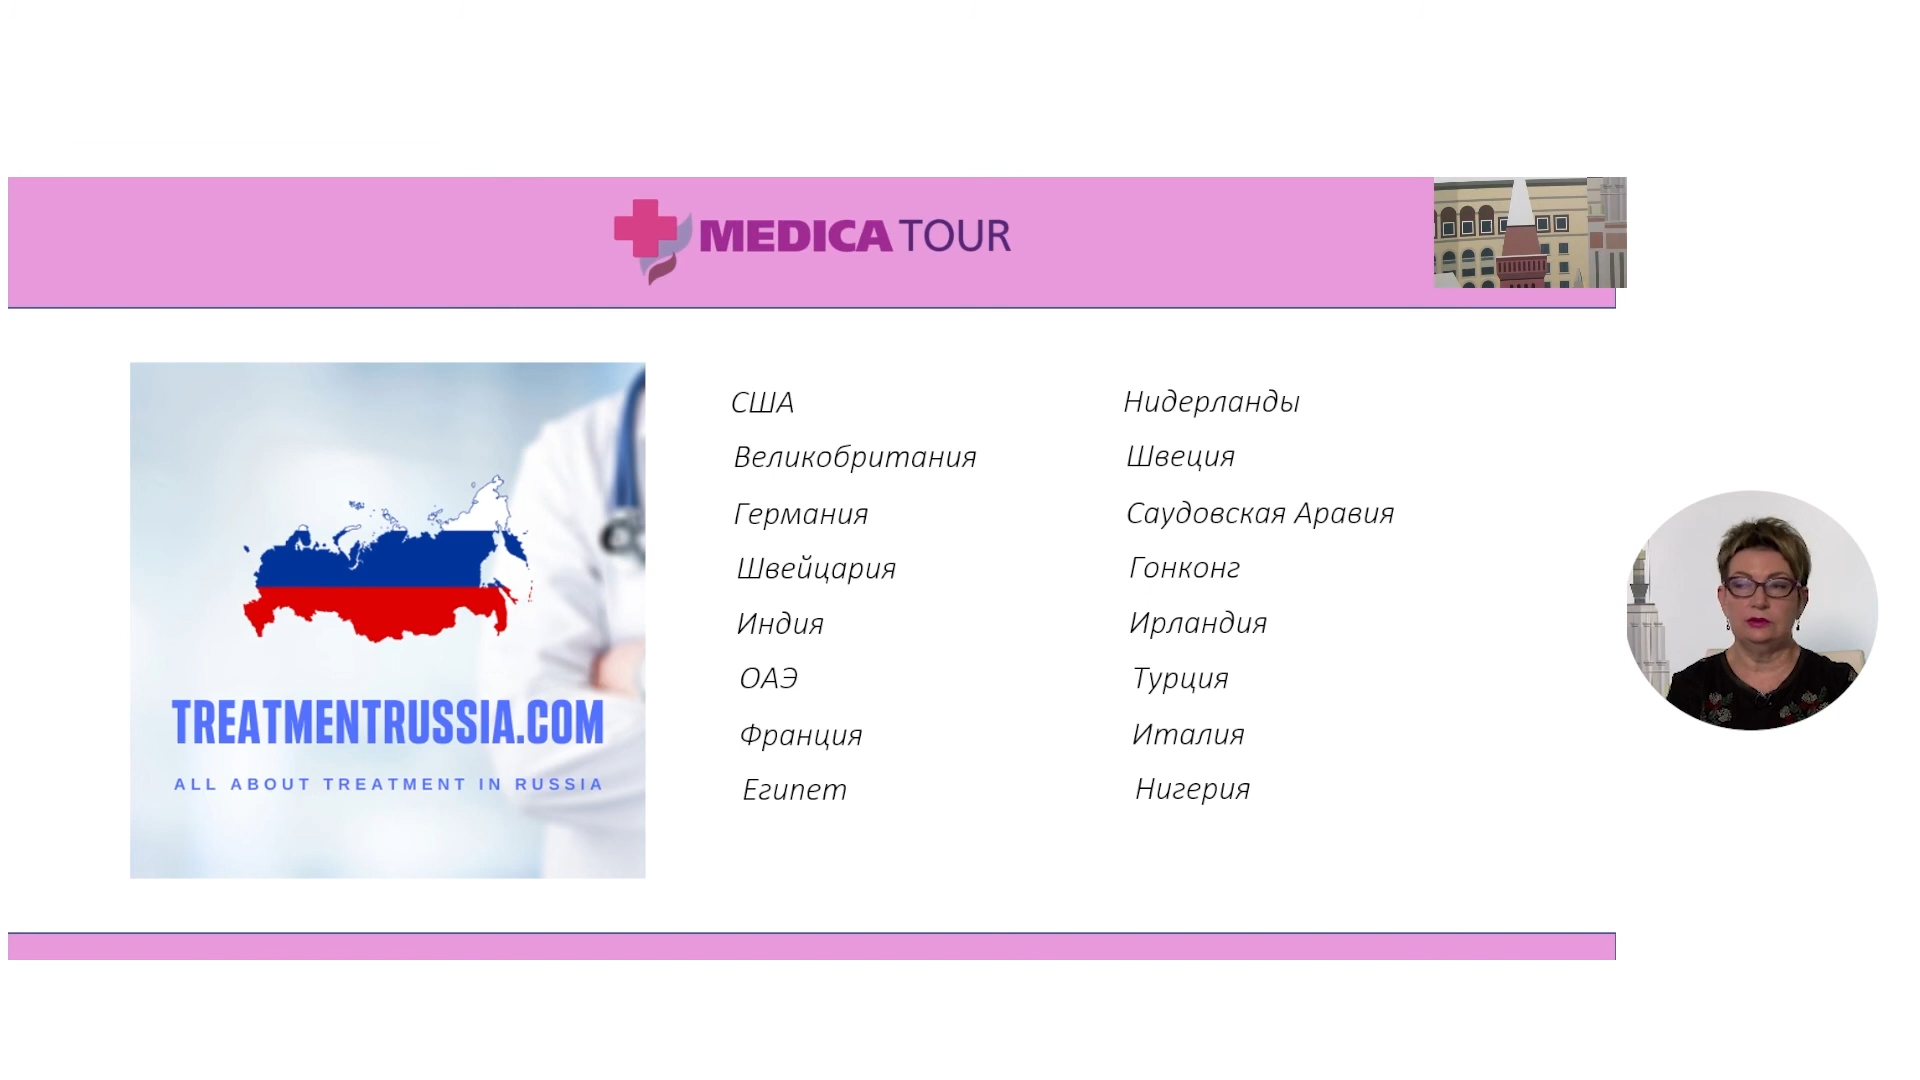 MEDICA TOUR
TREATMENTRUSSIA.COM
ALL ABOUT TREATMENT IN RUSSIA
США
Великобритания
Германия
Швейцария
Индия
ОАЭ
Франция
Египет
Нидерланды
Швеция
Саудовская Аравия
Гонконг
Ирландия
Турция
Италия
Нигерия